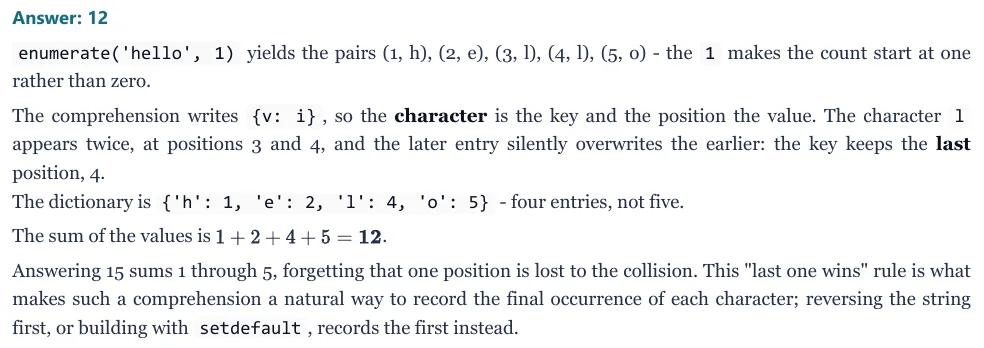 Answer: 12
enumerate('hello', 1) yields the pairs (1, h), (2, e), (3, l), (4, l), (5, o) - the 1 makes the count start at one
rather than zero.
The comprehension writes {v: i} , so the character is the key and the position the value. The character l
appears twice, at positions 3 and 4, and the later entry silently overwrites the earlier: the key keeps the last
position, 4.
The dictionary is {'h': 1, 'e': 2, 'l': 4, 'o': 5} - four entries, not five.
The sum of the values is 1 + 2 + 4 + 5 = 12.
Answering 15 sums 1 through 5, forgetting that one position is lost to the collision. This "last one wins" rule is what
makes such a comprehension a natural way to record the final occurrence of each character; reversing the string
first, or building with setdefault , records the first instead.